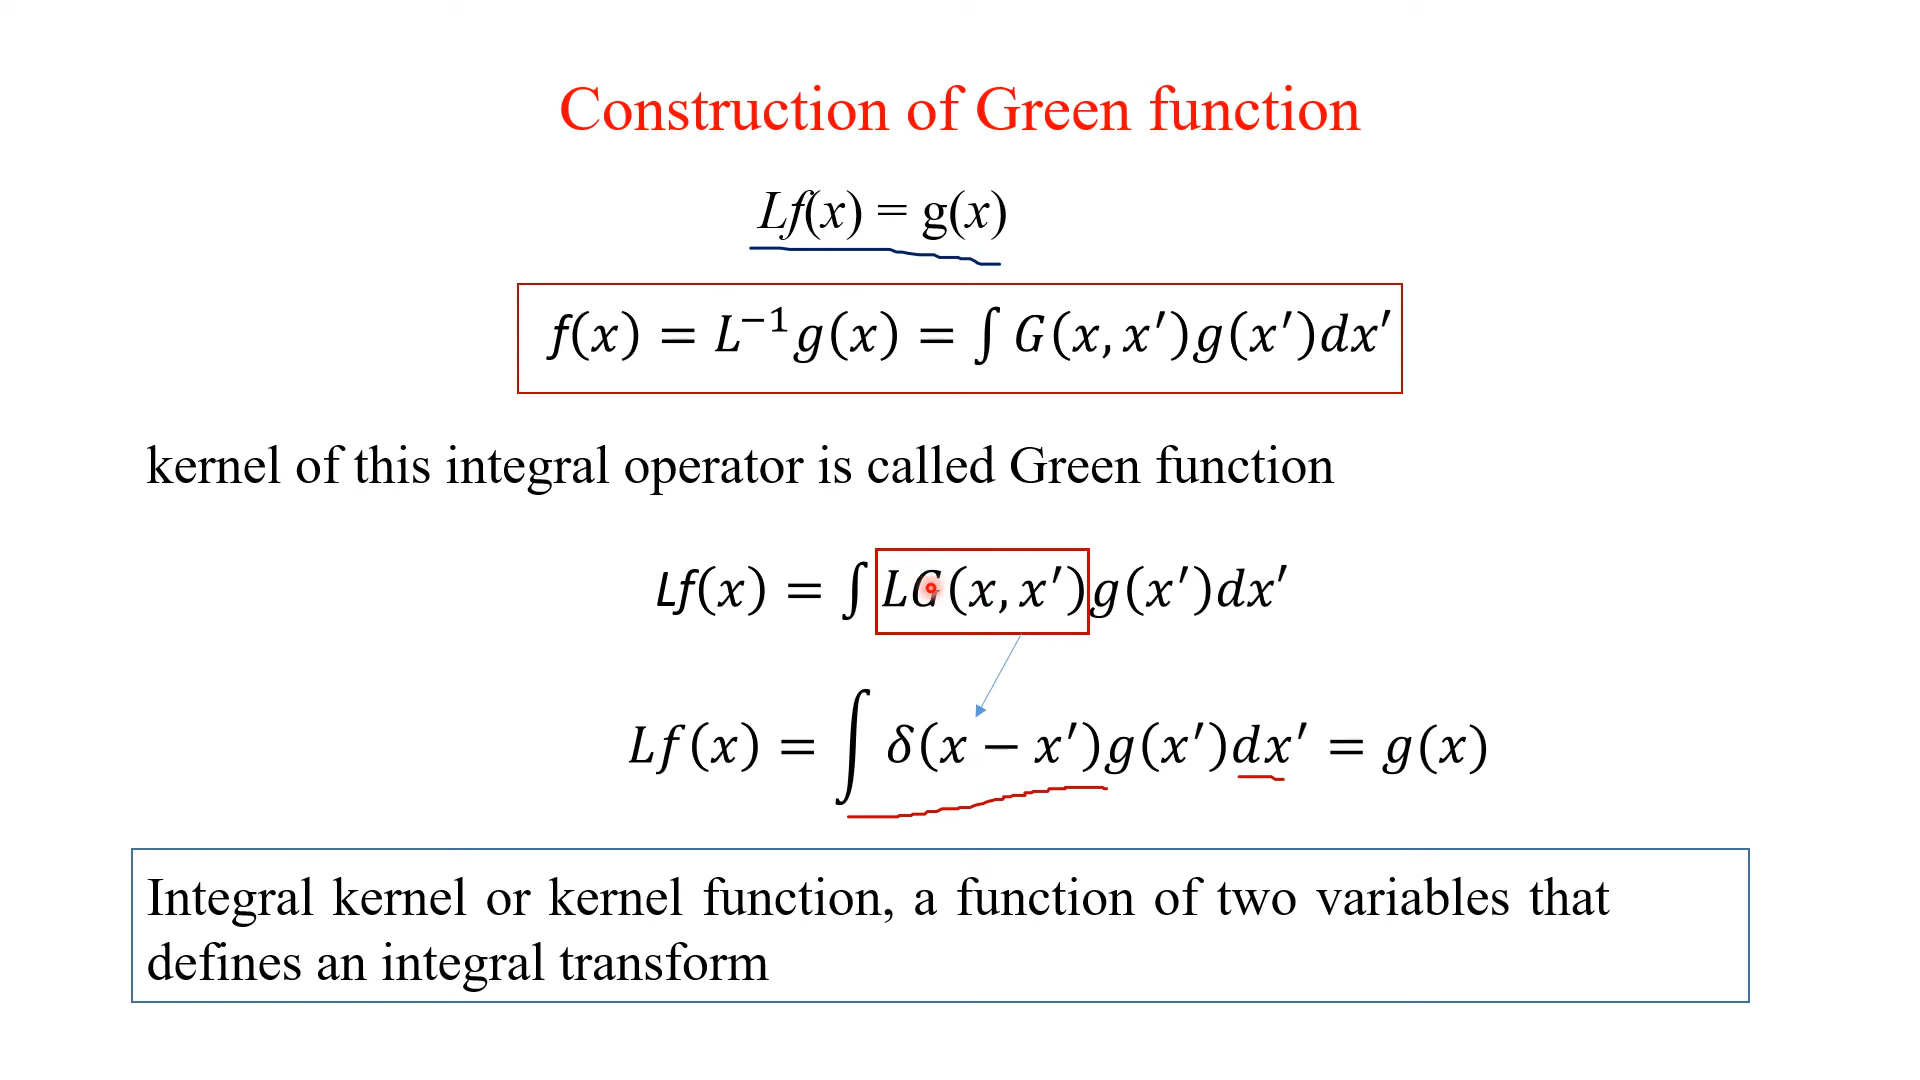 Construction of Green function
Lf(x) = g(x)
f(x) = L⁻¹g(x) = ∫ G(x, x′)g(x′)dx′
kernel of this integral operator is called Green function
Lf(x) = ∫ LG(x, x′)g(x′)dx′
Lf(x) = ∫ δ(x − x′)g(x′)dx′ = g(x)
Integral kernel or kernel function, a function of two variables that
defines an integral transform